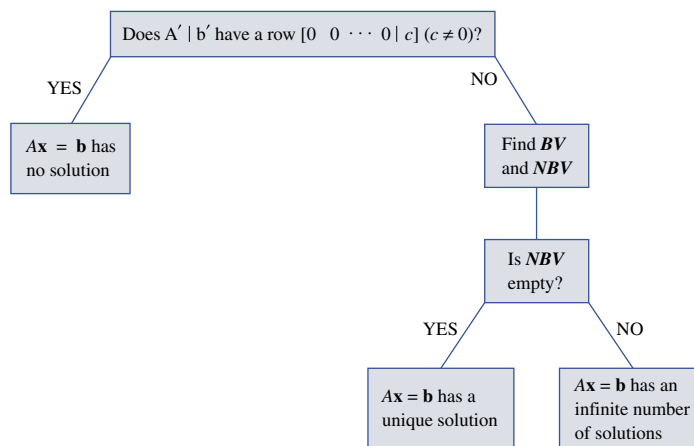 Does A′ | b′ have a row [0 0 ··· 0 | c] (c ≠ 0)?
YES
NO
Ax = b has
no solution
Find BV
and NBV
Is NBV
empty?
YES
NO
Ax = b has a
unique solution
Ax = b has an
infinite number
of solutions